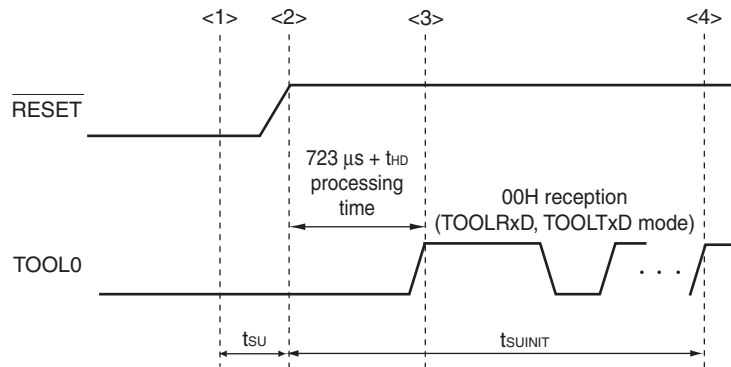 <1> <2> <3> <4>
RESET
723 µs + tHD
processing
time
00H reception
(TOOLRxD, TOOLTxD mode)
TOOL0
. . .
tSU
tSUINIT